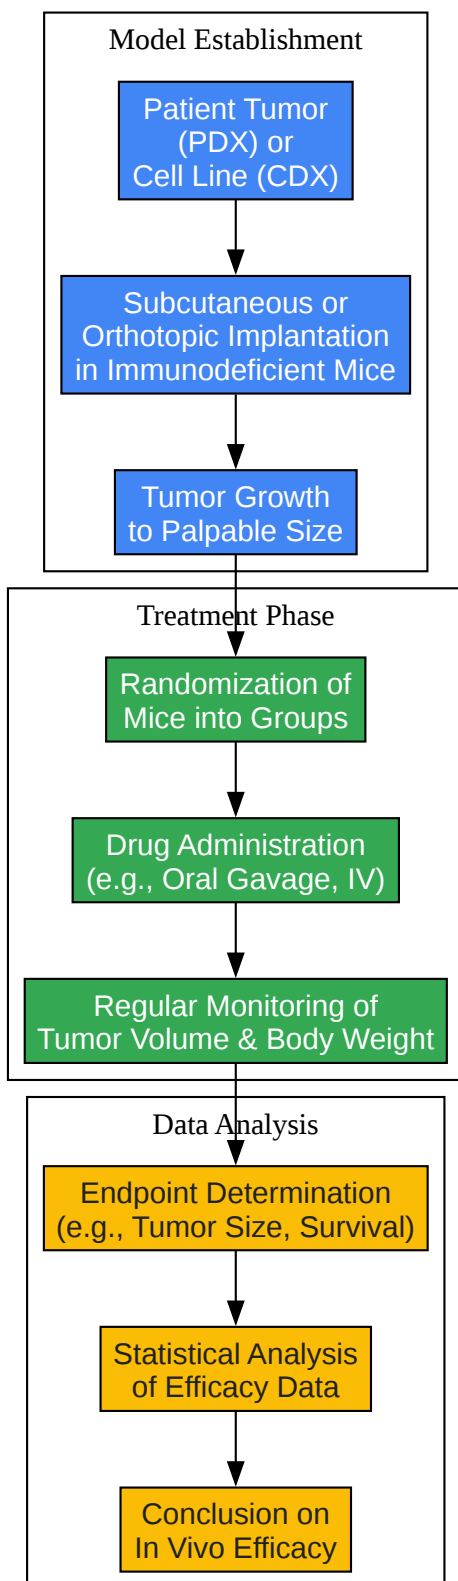 Model Establishment
Patient Tumor
(PDX) or
Cell Line (CDX)
Subcutaneous or
Orthotopic Implantation
in Immunodeficient Mice
Tumor Growth
to Palpable Size
Treatment Phase
Randomization of
Mice into Groups
Drug Administration
(e.g., Oral Gavage, IV)
Regular Monitoring of
Tumor Volume & Body Weight
Data Analysis
Endpoint Determination
(e.g., Tumor Size, Survival)
Statistical Analysis
of Efficacy Data
Conclusion on
In Vivo Efficacy